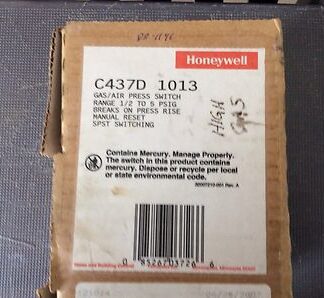 Honeywell
C437D 1013
GAS/AIR PRESS SWITCH
RANGE 1/2 TO 5 PSIG
BREAKS ON PRESS RISE
MANUAL RESET
SPST SWITCHING
HIGH
GAS
Contains Mercury. Manage Properly.
The switch in this product contains
mercury. Dispose or recycle per local
or state environmental code.